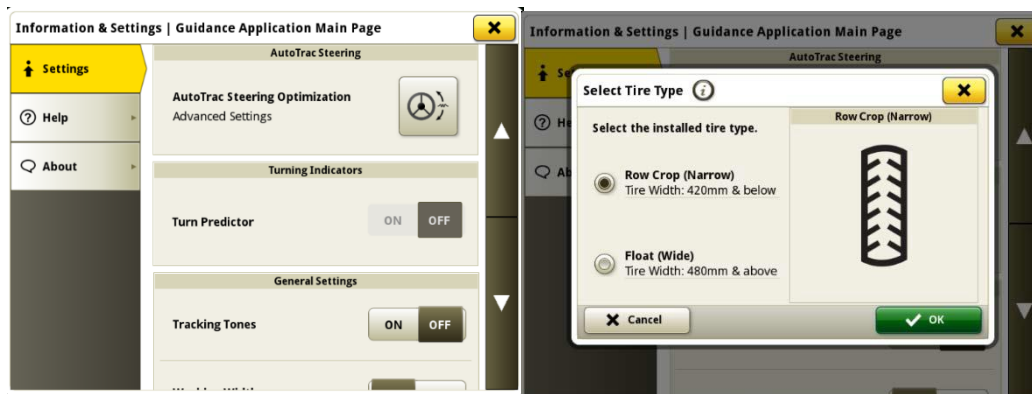 Information & Settings | Guidance Application Main Page
Settings
Help
About
AutoTrac Steering
AutoTrac Steering Optimization
Advanced Settings
Turning Indicators
Turn Predictor
ON OFF
General Settings
Tracking Tones
ON OFF
Information & Settings | Guidance Application Main Page
AutoTrac Steering
Select Tire Type
Select the installed tire type.
Row Crop (Narrow)
Tire Width: 420mm & below
Float (Wide)
Tire Width: 480mm & above
Row Crop (Narrow)
Cancel
OK